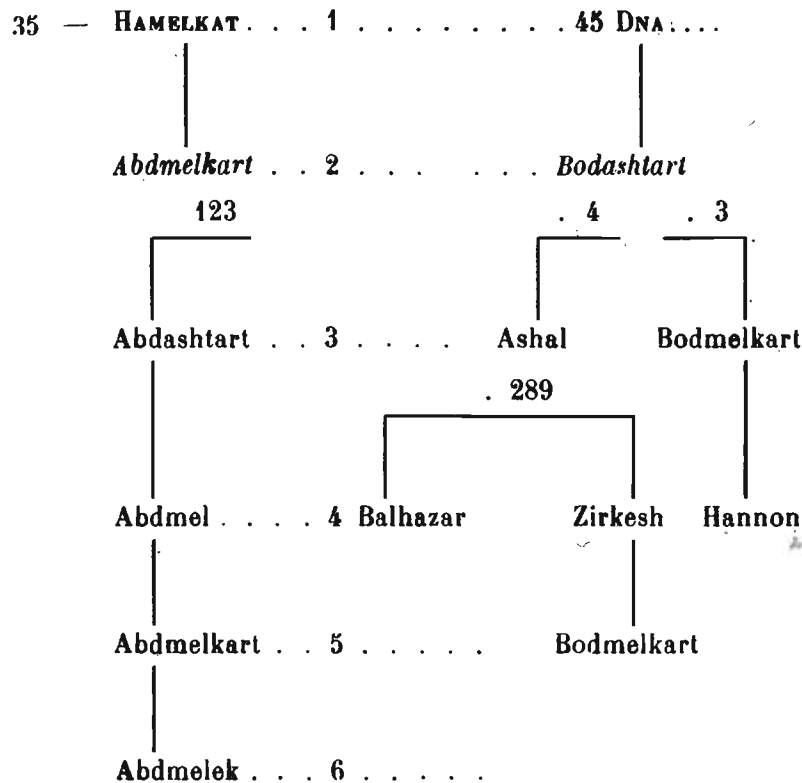 35 — HAMELKAT . . . 1 . . . . . . . . 45 DNA . . . .
Abdmelkart . . 2 . . . . . . Bodashtart
123 . 4 . 3
Abdashtart . . 3 . . . . Ashal Bodmelkart
. 289
Abdmel . . . . 4 Balhazar Zirkesh Hannon
Abdmelkart . . 5 . . . . . Bodmelkart
Abdmelek . . . 6 . . . . .